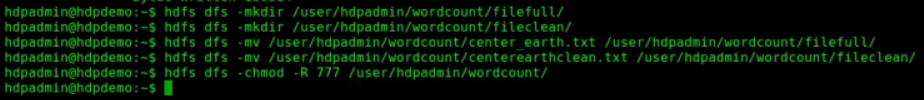 hdpadmin@hdpdemo:~$ hdfs dfs -mkdir /user/hdpadmin/wordcount/filefull/
hdpadmin@hdpdemo:~$ hdfs dfs -mkdir /user/hdpadmin/wordcount/fileclean/
hdpadmin@hdpdemo:~$ hdfs dfs -mv /user/hdpadmin/wordcount/center_earth.txt /user/hdpadmin/wordcount/filefull/
hdpadmin@hdpdemo:~$ hdfs dfs -mv /user/hdpadmin/wordcount/centerearthclean.txt /user/hdpadmin/wordcount/fileclean/
hdpadmin@hdpdemo:~$ hdfs dfs -chmod -R 777 /user/hdpadmin/wordcount/
hdpadmin@hdpdemo:~$